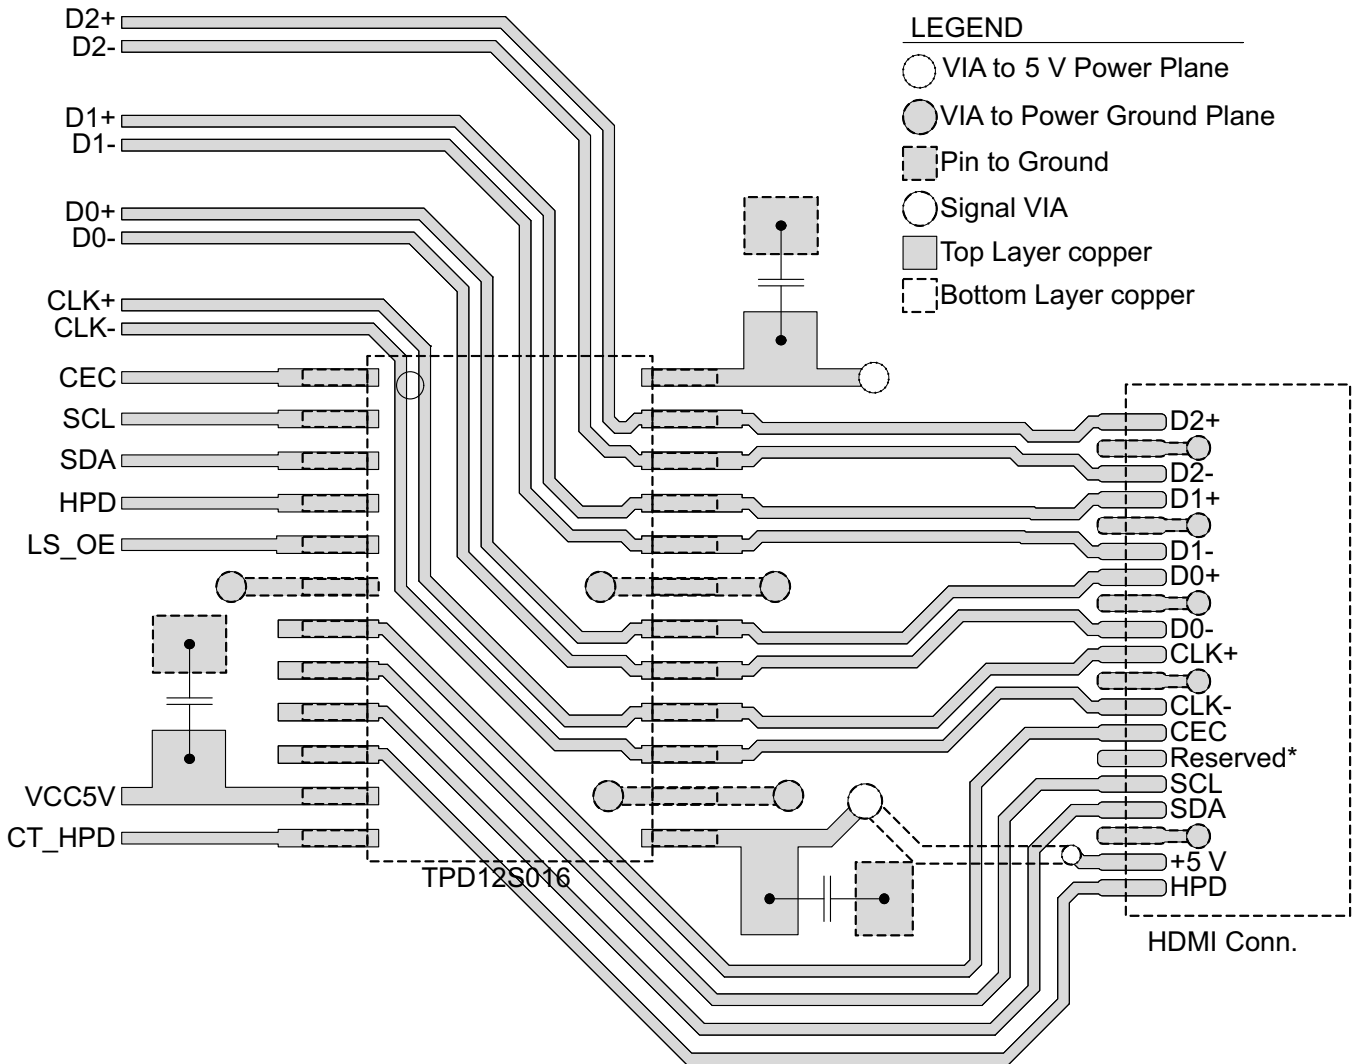 D2+
D2-
D1+
D1-
D0+
D0-
CLK+
CLK-
CEC
SCL
SDA
HPD
LS_OE
VCC5V
CT_HPD
TPD12S016
LEGEND
VIA to 5 V Power Plane
VIA to Power Ground Plane
Pin to Ground
Signal VIA
Top Layer copper
Bottom Layer copper
D2+
D2-
D1+
D1-
D0+
D0-
CLK+
CLK-
CEC
Reserved*
SCL
SDA
+5 V
HPD
HDMI Conn.